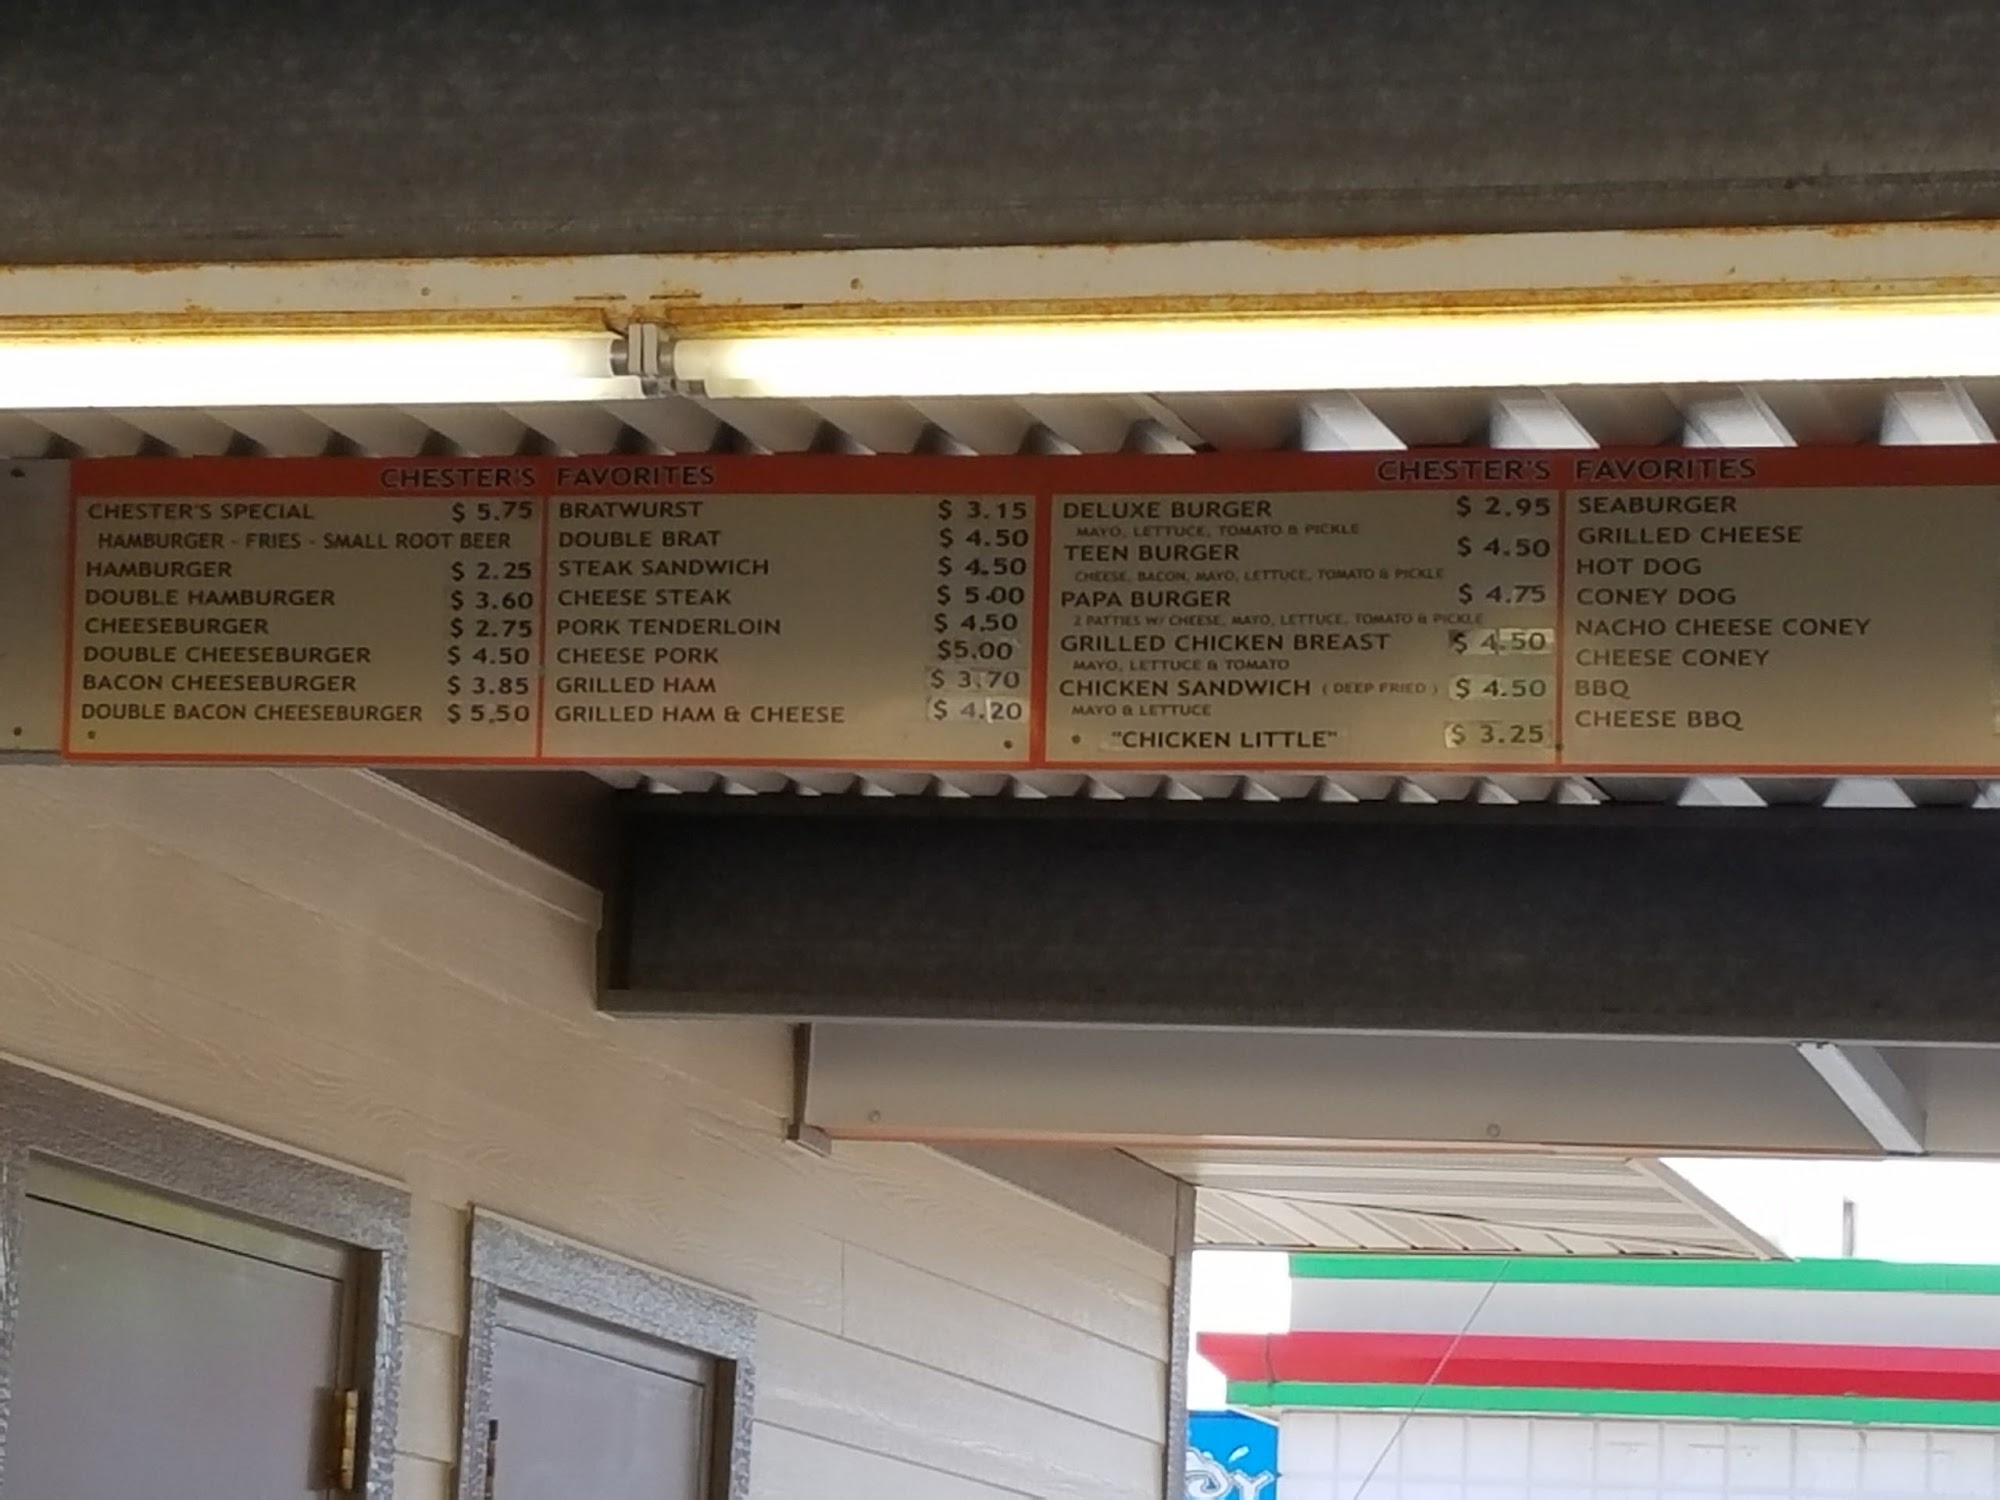 CHESTER'S FAVORITES
CHESTER'S SPECIAL $ 5.75
HAMBURGER - FRIES - SMALL ROOT BEER
HAMBURGER $ 2.25
DOUBLE HAMBURGER $ 3.60
CHEESEBURGER $ 2.75
DOUBLE CHEESEBURGER $ 4.50
BACON CHEESEBURGER $ 3.85
DOUBLE BACON CHEESEBURGER $ 5.50
BRATWURST $ 3.15
DOUBLE BRAT $ 4.50
STEAK SANDWICH $ 4.50
CHEESE STEAK $ 5.00
PORK TENDERLOIN $ 4.50
CHEESE PORK $5.00
GRILLED HAM $ 3.70
GRILLED HAM & CHEESE $ 4.20
CHESTER'S FAVORITES
DELUXE BURGER $ 2.95
MAYO, LETTUCE, TOMATO & PICKLE
TEEN BURGER $ 4.50
CHEESE, BACON, MAYO, LETTUCE, TOMATO & PICKLE
PAPA BURGER $ 4.75
2 PATTIES W/ CHEESE, MAYO, LETTUCE, TOMATO & PICKLE
GRILLED CHICKEN BREAST $ 4.50
MAYO, LETTUCE & TOMATO
CHICKEN SANDWICH ( DEEP FRIED ) $ 4.50
MAYO & LETTUCE
"CHICKEN LITTLE" $ 3.25
SEABURGER
GRILLED CHEESE
HOT DOG
CONEY DOG
NACHO CHEESE CONEY
CHEESE CONEY
BBQ
CHEESE BBQ